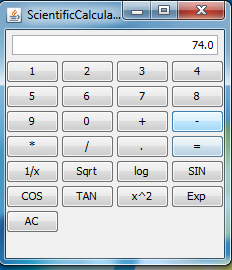 ScientificCalcula...
74.0
1 2 3 4
5 6 7 8
9 0 + -
* / . =
1/x Sqrt log SIN
COS TAN x^2 Exp
AC